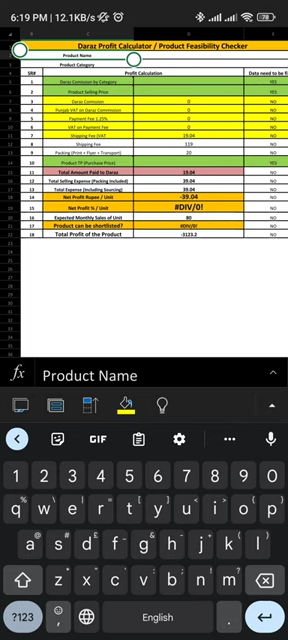 6:19 PM | 12.1KB/s 78
B C D E
Daraz Profit Calculator / Product Feasibility Checker
Product Name
Product Category
SR# Profit Calculation Data need to be fi
1 Daraz Comission by Category YES
2 Product Selling Price YES
3 Daraz Comission 0 NO
4 Punjab VAT on Daraz Commission 0 NO
5 Payment Fee 1.25% 0 NO
6 VAT on Payment Fee 0 NO
7 Shipping Fee (VAT 19.04 NO
8 Shipping Fee 119 NO
9 Packing (Print + Flyer + Transport) 20 NO
10 Product TP (Purchase Price) YES
11 Total Amount Paid to Daraz 19.04 NO
12 Total Selling Expense (Packing Included) 39.04 NO
13 Total Expense (Including Sourcing) 39.04 NO
14 Net Profit Rupes / Unit -39.04 NO
15 Net Profit % / Unit #DIV/0! NO
16 Expected Monthly Sales of Unit 80 NO
17 Product can be shortlisted? #DIV/0! NO
18 Total Profit of the Product -3123.2 NO
fx Product Name
GIF
1 2 3 4 5 6 7 8 9 0
q w e r t y u i o p
a s d f g h j k l
z x c v b n m
?123 , English .